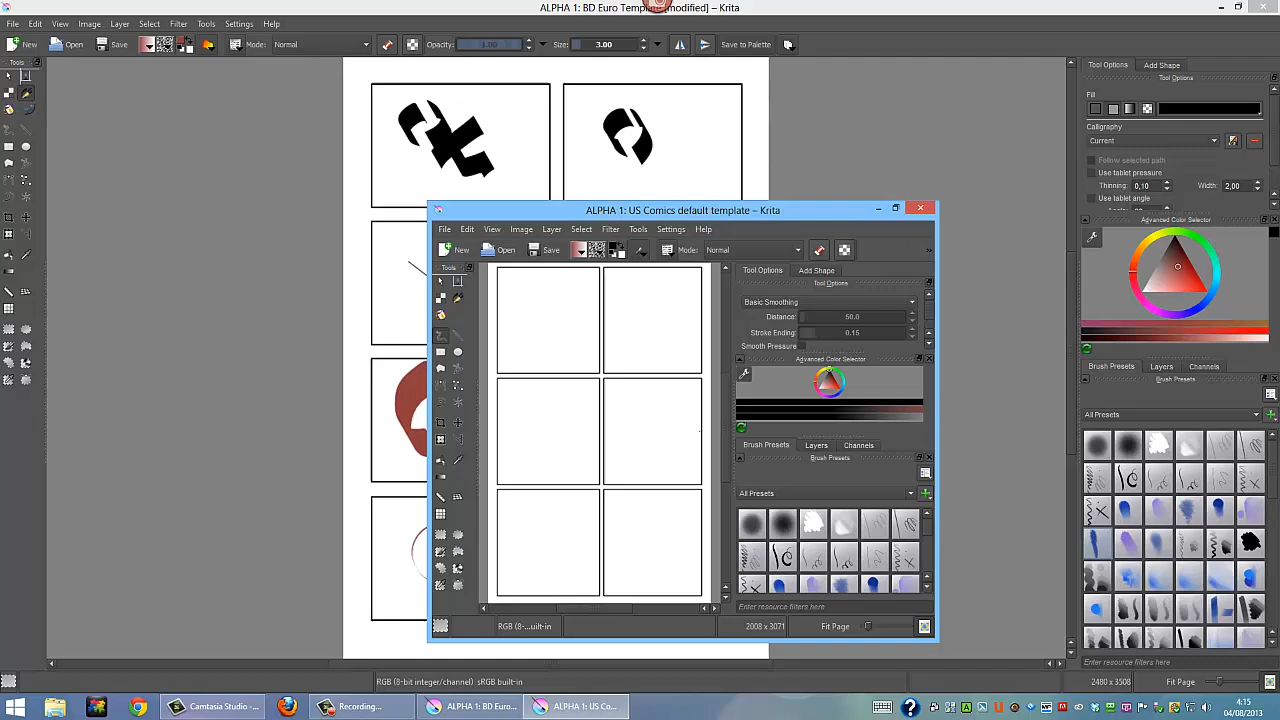 ALPHA 1: BD Euro Template [modified] – Krita
File Edit View Image Layer Select Filter Tools Settings Help
New Open Save Mode: Normal Opacity: 1.00 Size: 3.00 Save to Palette
Tools
Tool Options Add Shape
Tool Options
Fill
Calligraphy
Current
Follow selected path
Use tablet pressure
Thinning: 0,10 Width: 2,00
Use tablet angle
Advanced Color Selector
Brush Presets Layers Channels
Brush Presets
All Presets
Enter resource filters here
RGB (8-bit integer/channel) sRGB built-in 2480 x 3508 Fit Page
ALPHA 1: US Comics default template – Krita
File Edit View Image Layer Select Filter Tools Settings Help
New Open Save Mode: Normal »
Tools
Tool Options Add Shape
Tool Options
Basic Smoothing
Distance: 50.0
Stroke Ending: 0.15
Smooth Pressure
Advanced Color Selector
Brush Presets Layers Channels
Brush Presets
All Presets
Enter resource filters here
RGB (8-...uilt-in 2008 x 3071 Fit Page
Camtasia Studio -... Recording... ALPHA 1: BD Euro... ALPHA 1: US Co...
4:15
04/08/2013